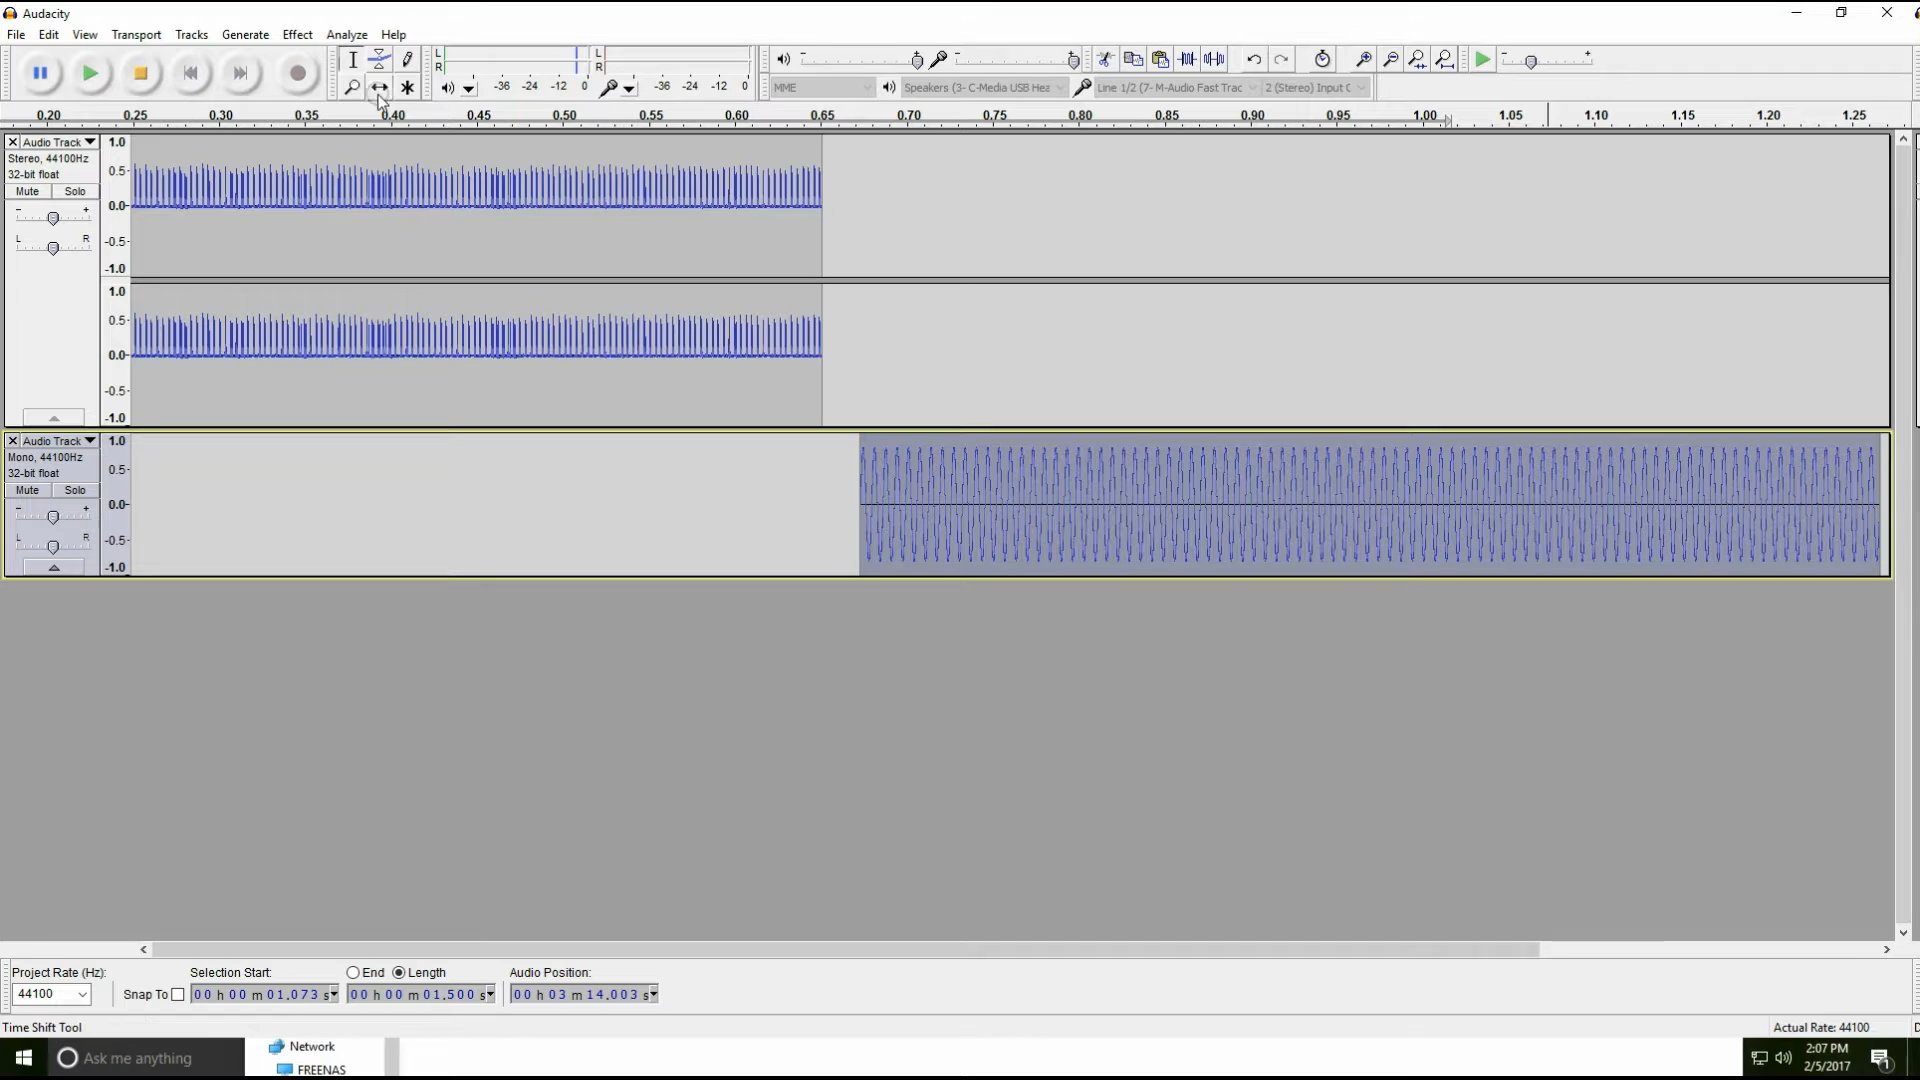 Audacity
File Edit View Transport Tracks Generate Effect Analyze Help
L
R
L
R
-36 -24 -12 0
-36 -24 -12 0
MME
Speakers (3- C-Media USB Hea
Line 1/2 (7- M-Audio Fast Trac
2 (Stereo) Input C
0.20 0.25 0.30 0.35 0.40 0.45 0.50 0.55 0.60 0.65 0.70 0.75 0.80 0.85 0.90 0.95 1.00 1.05 1.10 1.15 1.20 1.25
Audio Track
Stereo, 44100Hz
32-bit float
Mute Solo
- +
L R
1.0
0.5-
0.0-
-0.5-
-1.0
1.0
0.5-
0.0-
-0.5-
-1.0
Audio Track
Mono, 44100Hz
32-bit float
Mute Solo
- +
L R
1.0
0.5-
0.0-
-0.5-
-1.0
Project Rate (Hz): Selection Start: End Length Audio Position:
44100 Snap To 00 h 00 m 01.073 s 00 h 00 m 01.500 s 00 h 03 m 14.003 s
Time Shift Tool
Actual Rate: 44100
Ask me anything
Network
FREENAS
2:07 PM
2/5/2017
1